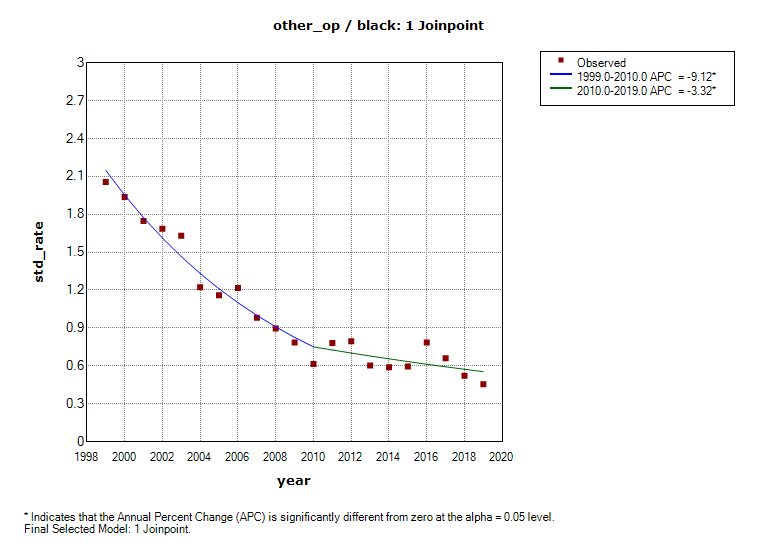 other_op / black: 1 Joinpoint
Observed
1999.0-2010.0 APC = -9.12*
2010.0-2019.0 APC = -3.32*
3
2.7
2.4
2.1
1.8
1.5
1.2
0.9
0.6
0.3
0
std_rate
1998 2000 2002 2004 2006 2008 2010 2012 2014 2016 2018 2020
year
* Indicates that the Annual Percent Change (APC) is significantly different from zero at the alpha = 0.05 level.
Final Selected Model: 1 Joinpoint.